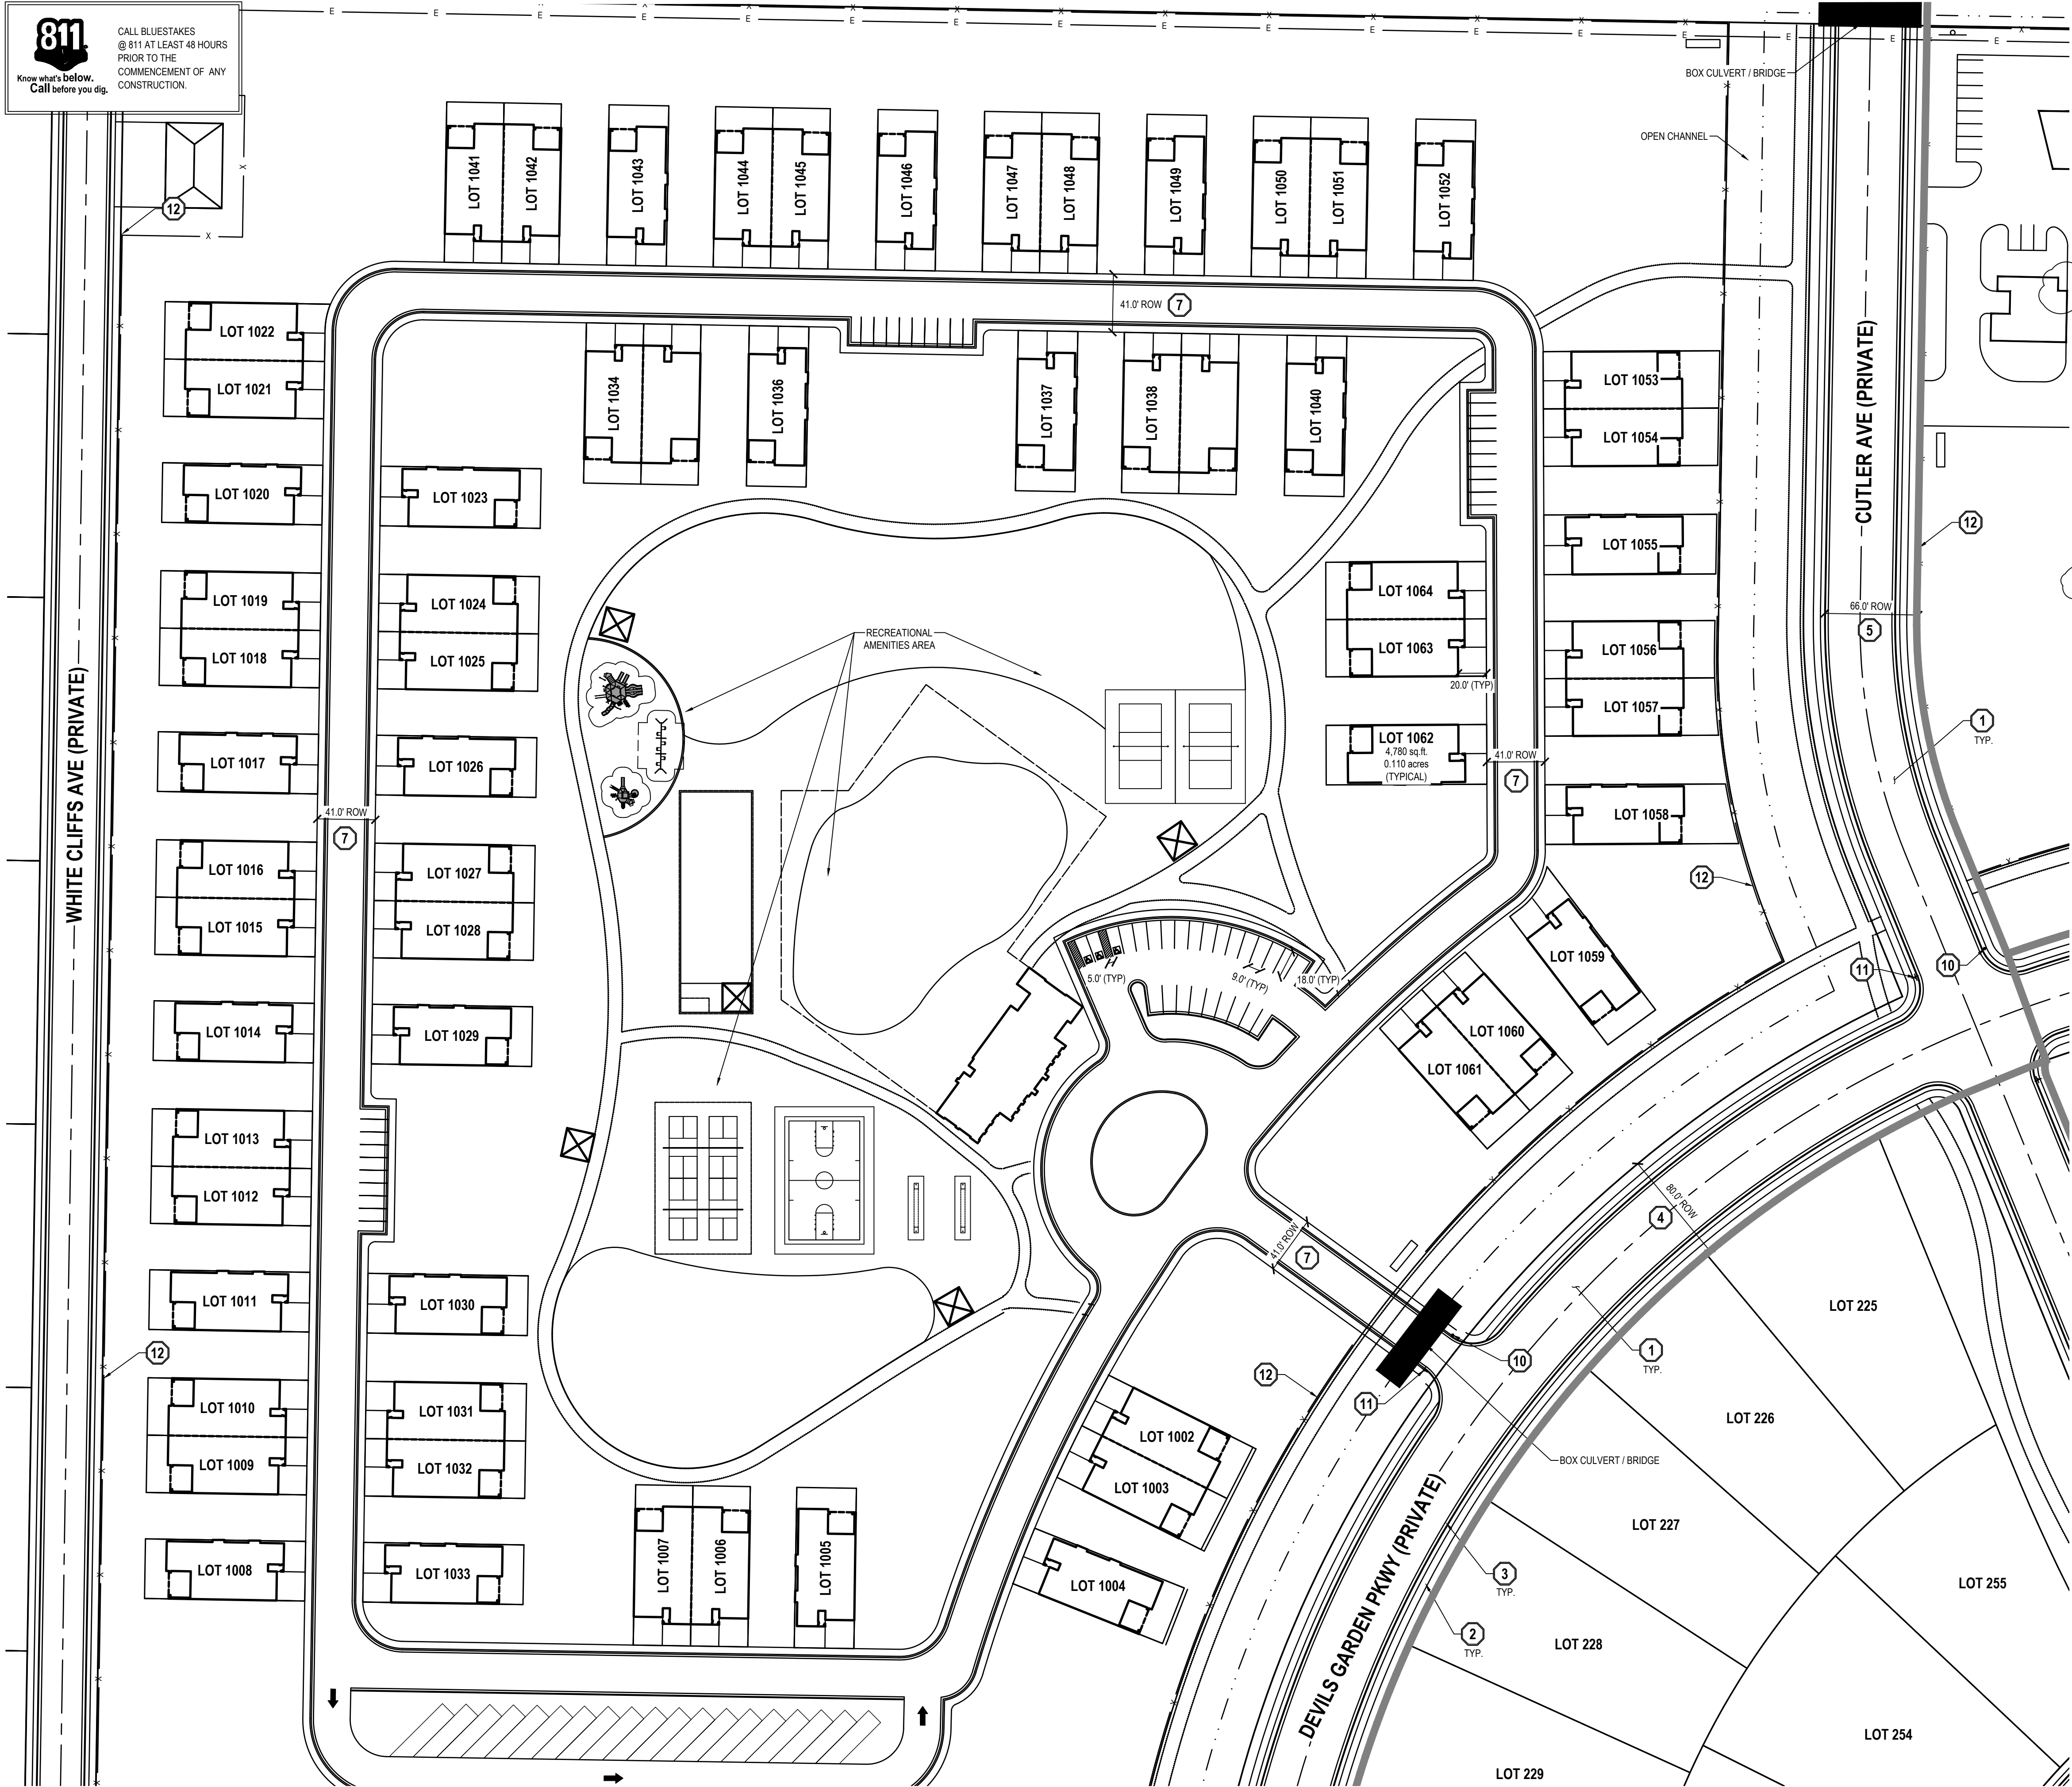 811
Know what's below.
Call before you dig.
CALL BLUESTAKES
@ 811 AT LEAST 48 HOURS
PRIOR TO THE
COMMENCEMENT OF ANY
CONSTRUCTION.
BOX CULVERT / BRIDGE
OPEN CHANNEL
12
LOT 1041
LOT 1042
LOT 1043
LOT 1044
LOT 1045
LOT 1046
LOT 1047
LOT 1048
LOT 1049
LOT 1050
LOT 1051
LOT 1052
41.0' ROW
7
LOT 1022
LOT 1021
LOT 1034
LOT 1036
LOT 1037
LOT 1038
LOT 1040
LOT 1053
LOT 1054
CUTLER AVE (PRIVATE)
LOT 1020
LOT 1023
LOT 1055
12
LOT 1019
LOT 1018
LOT 1024
LOT 1025
RECREATIONAL
AMENITIES AREA
LOT 1064
LOT 1063
20.0' (TYP)
LOT 1056
LOT 1057
66.0' ROW
5
1
TYP.
WHITE CLIFFS AVE (PRIVATE)
LOT 1017
LOT 1026
LOT 1062
4,780 sq.ft.
0.110 acres
(TYPICAL)
41.0' ROW
7
41.0' ROW
7
LOT 1058
12
LOT 1016
LOT 1015
LOT 1027
LOT 1028
LOT 1059
5.0' (TYP)
9.0' (TYP)
18.0' (TYP)
11
10
LOT 1014
LOT 1029
LOT 1060
LOT 1061
LOT 1013
LOT 1012
80.0' ROW
4
41.0' ROW
7
LOT 1011
LOT 1030
12
LOT 225
1
TYP.
10
12
11
LOT 1010
LOT 1009
LOT 1031
LOT 1032
LOT 1002
LOT 1003
LOT 226
BOX CULVERT / BRIDGE
LOT 227
LOT 1008
LOT 1033
LOT 1007
LOT 1006
LOT 1005
LOT 1004
3
TYP.
LOT 255
2
TYP.
LOT 228
DEVILS GARDEN PKWY (PRIVATE)
LOT 254
LOT 229